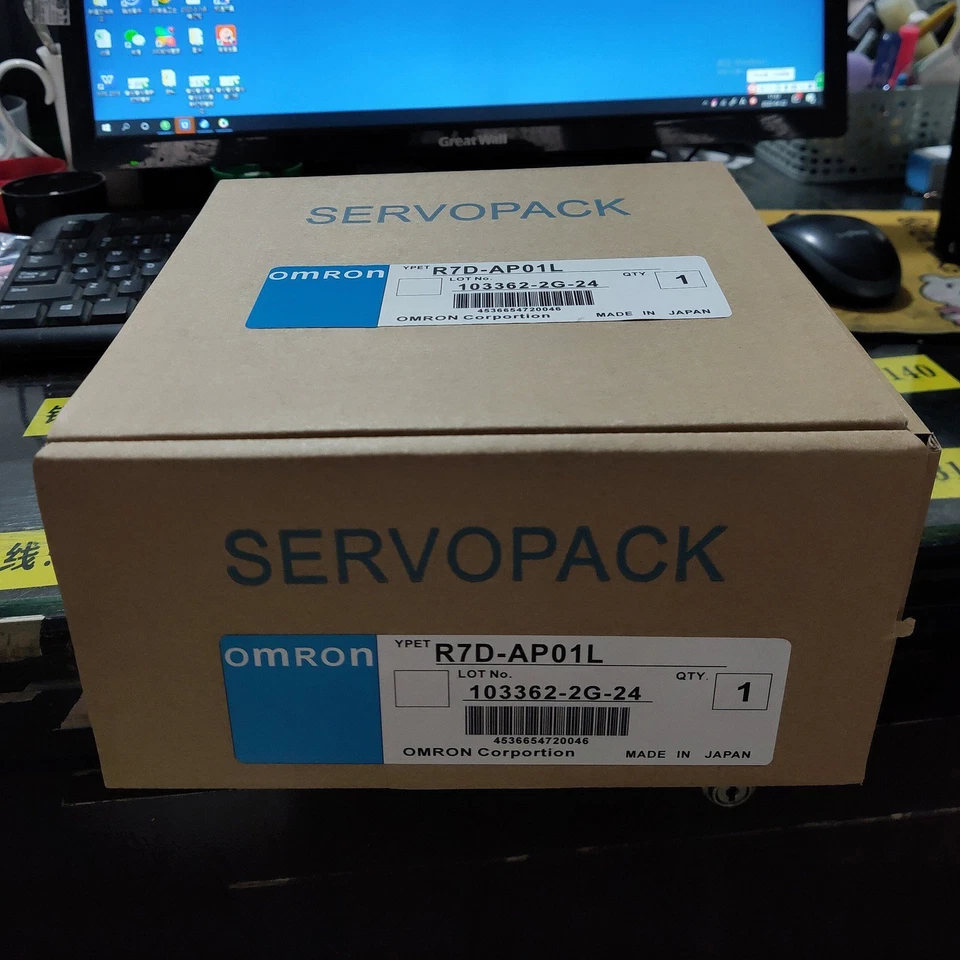 Great Wall
SERVOPACK
omRon
YPET R7D-AP01L
LOT No.
103362-2G-24
QTY 1
4536654720046
OMRON Corportion MADE IN JAPAN
140
线
SERVOPACK
omRon
YPET R7D-AP01L
LOT No.
103362-2G-24
QTY. 1
4536654720046
OMRON Corportion MADE IN JAPAN